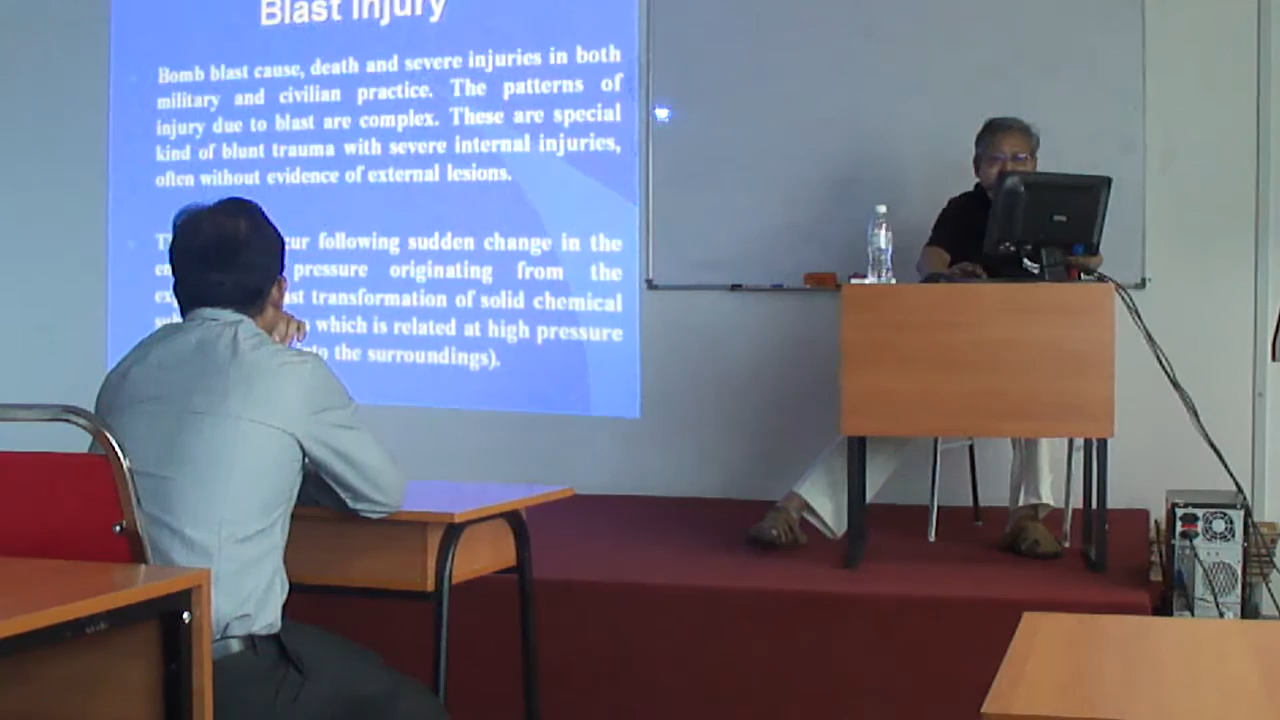 Blast Injury
Bomb blast cause, death and severe injuries in both
military and civilian practice. The patterns of
injury due to blast are complex. These are special
kind of blunt trauma with severe internal injuries,
often without evidence of external lesions.
following sudden change in the
pressure originating from the
transformation of solid chemical
which is related at high pressure
the surroundings).